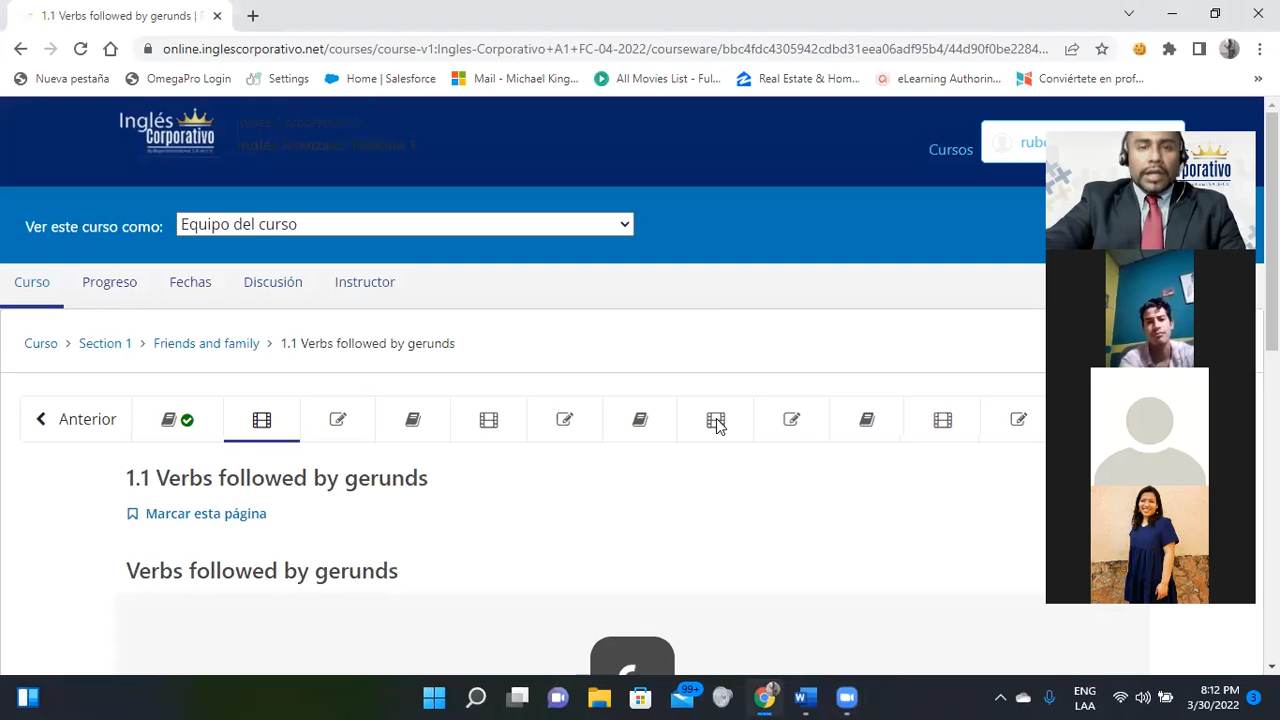 1.1 Verbs followed by gerunds |
online.inglescorporativo.net/courses/course-v1:Ingles-Corporativo+A1+FC-04-2022/courseware/bbc4fdc4305942cdbd31eea06adf95b4/44d90f0be2284...
Nueva pestaña OmegaPro Login Settings Home | Salesforce Mail - Michael King... All Movies List - Ful... Real Estate & Hom... eLearning Authorin... Conviértete en prof... »
Inglés Corporativo
Cursos
rube
porativo
Ver este curso como: Equipo del curso
Curso Progreso Fechas Discusión Instructor
Curso > Section 1 > Friends and family > 1.1 Verbs followed by gerunds
Anterior
1.1 Verbs followed by gerunds
Marcar esta página
Verbs followed by gerunds
99+
ENG
LAA
8:12 PM
3/30/2022
3